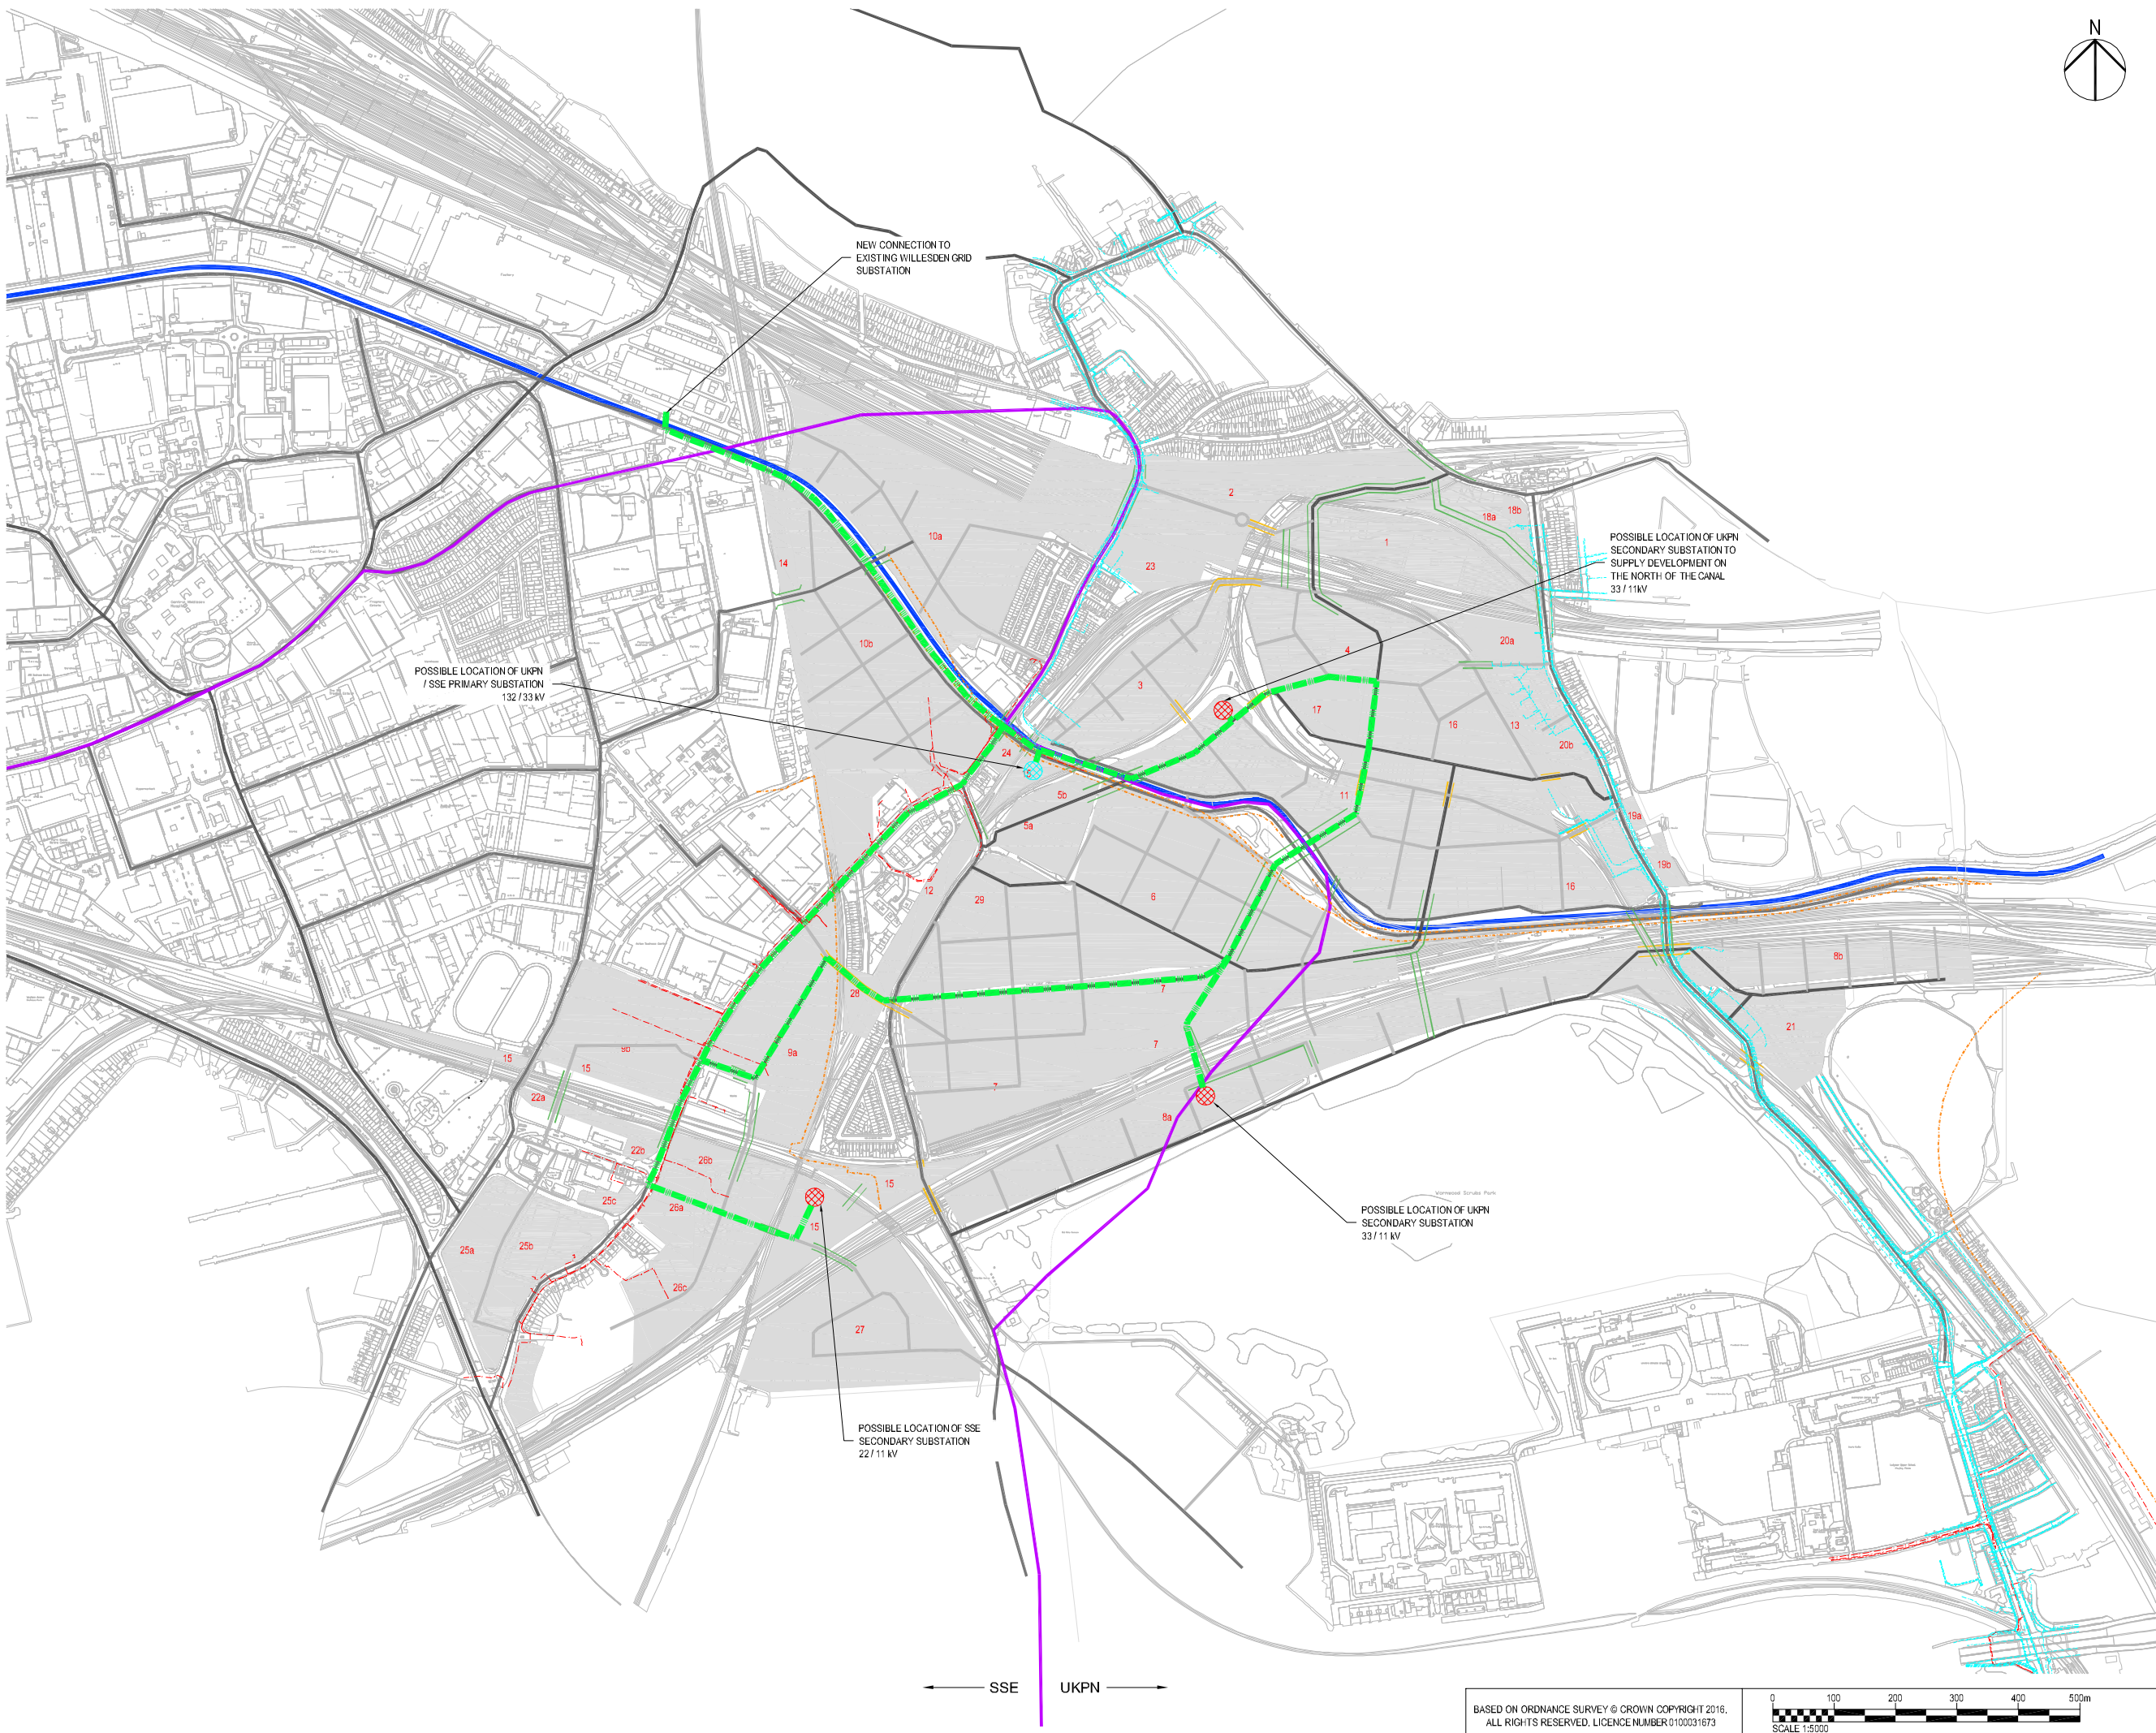 N
NEW CONNECTION TO
EXISTING WILLESDEN GRID
SUBSTATION
POSSIBLE LOCATION OF UKPN
SECONDARY SUBSTATION TO
SUPPLY DEVELOPMENT ON
THE NORTH OF THE CANAL
33 / 11kV
POSSIBLE LOCATION OF UKPN
/ SSE PRIMARY SUBSTATION
132 / 33 kV
2
18a
18b
1
10a
14
23
10b
4
20a
3
17
16
13
20b
24
5b
11
5a
19a
19b
12
29
6
16
28
7
8b
21
9b
9a
15
15
7
7
22a
8a
22b
26b
15
25c
26a
15
25a
25b
26c
27
Central Park
Wormwood Scrubs Park
POSSIBLE LOCATION OF UKPN
SECONDARY SUBSTATION
33 / 11 kV
POSSIBLE LOCATION OF SSE
SECONDARY SUBSTATION
22 / 11 kV
SSE
UKPN
BASED ON ORDNANCE SURVEY © CROWN COPYRIGHT 2016.
ALL RIGHTS RESERVED. LICENCE NUMBER 0100031673
0 100 200 300 400 500m
SCALE 1:5000